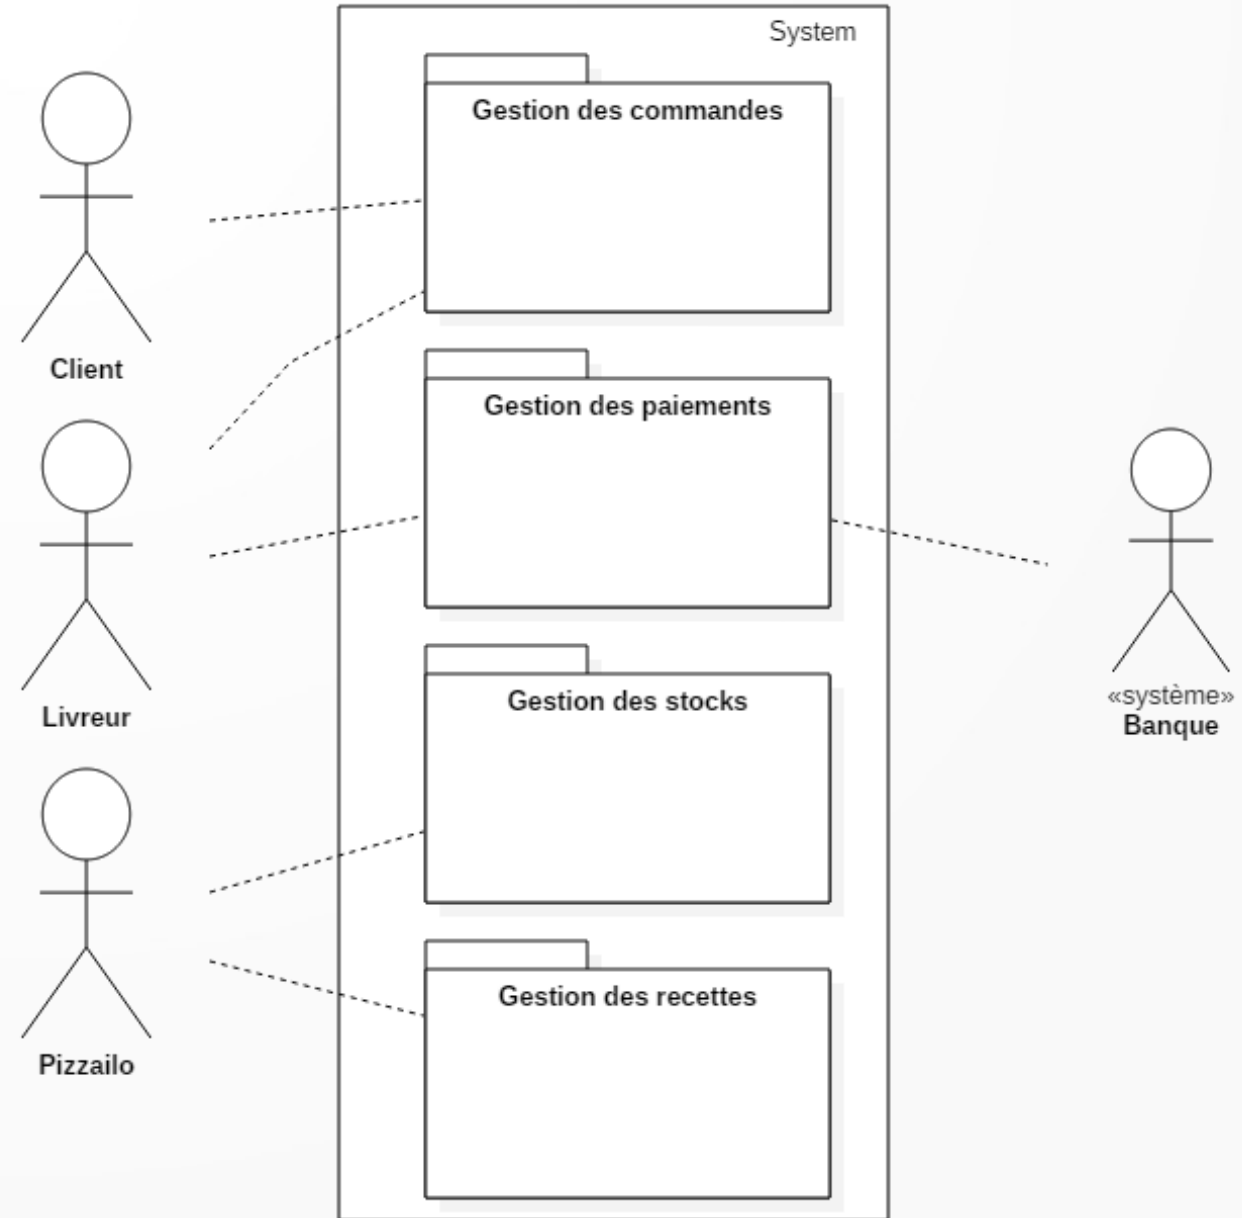 System
Gestion des commandes
Client
Gestion des paiements
Livreur
«système»
Banque
Gestion des stocks
Gestion des recettes
Pizzailo